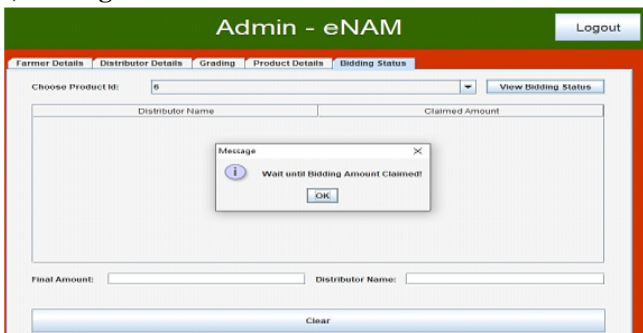 Admin - eNAM
Logout
Farmer Details Distributor Details Grading Product Details Bidding Status
Choose Product Id: 6 View Bidding Status
Distributor Name Claimed Amount
Message
Wait until Bidding Amount Claimed!
OK
Final Amount: Distributor Name:
Clear